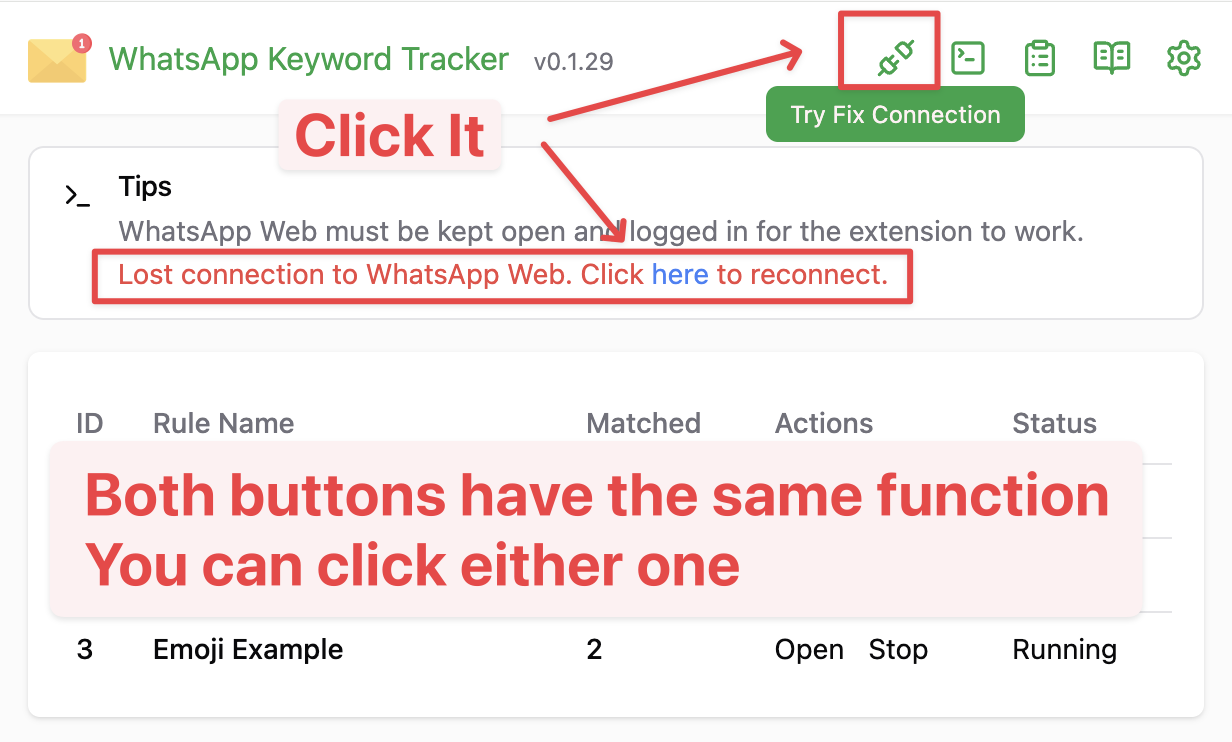 1
WhatsApp Keyword Tracker v0.1.29
Try Fix Connection
Click It
Tips
WhatsApp Web must be kept open and logged in for the extension to work.
Lost connection to WhatsApp Web. Click here to reconnect.
ID Rule Name Matched Actions Status
Both buttons have the same function
You can click either one
3 Emoji Example 2 Open Stop Running